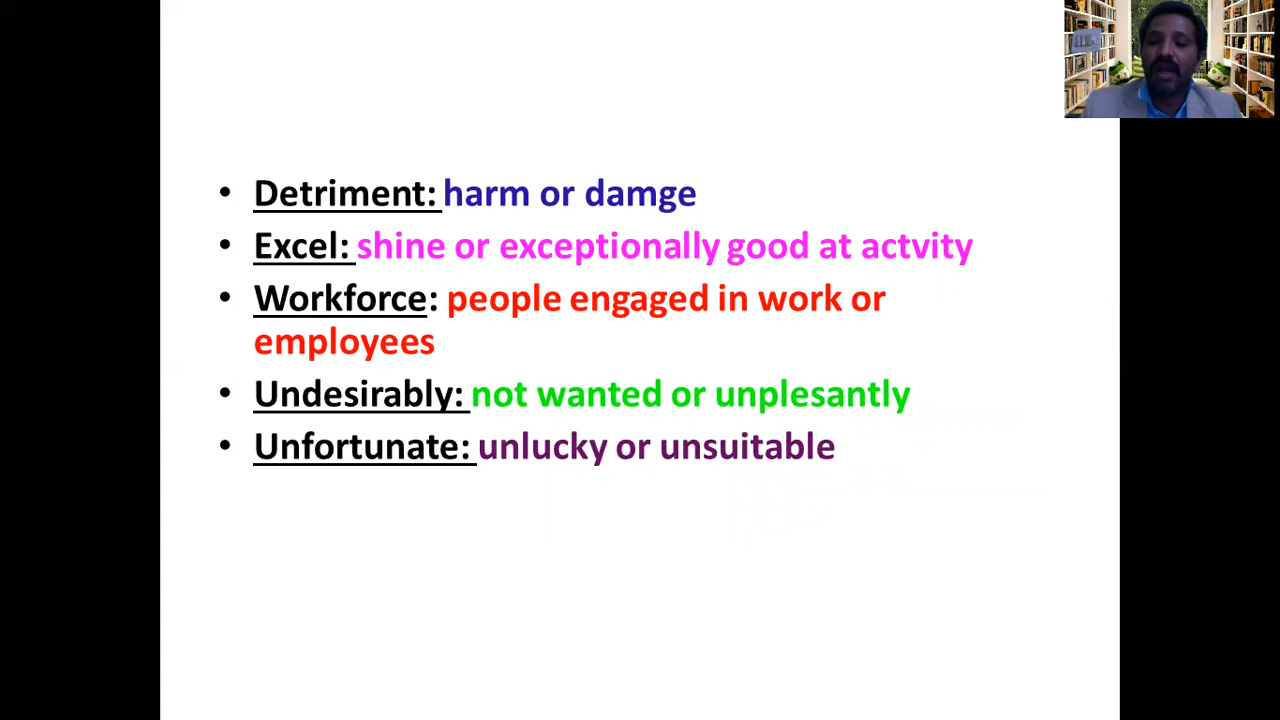 • Detriment: harm or damge
• Excel: shine or exceptionally good at actvity
• Workforce: people engaged in work or
employees
• Undesirably: not wanted or unplesantly
• Unfortunate: unlucky or unsuitable